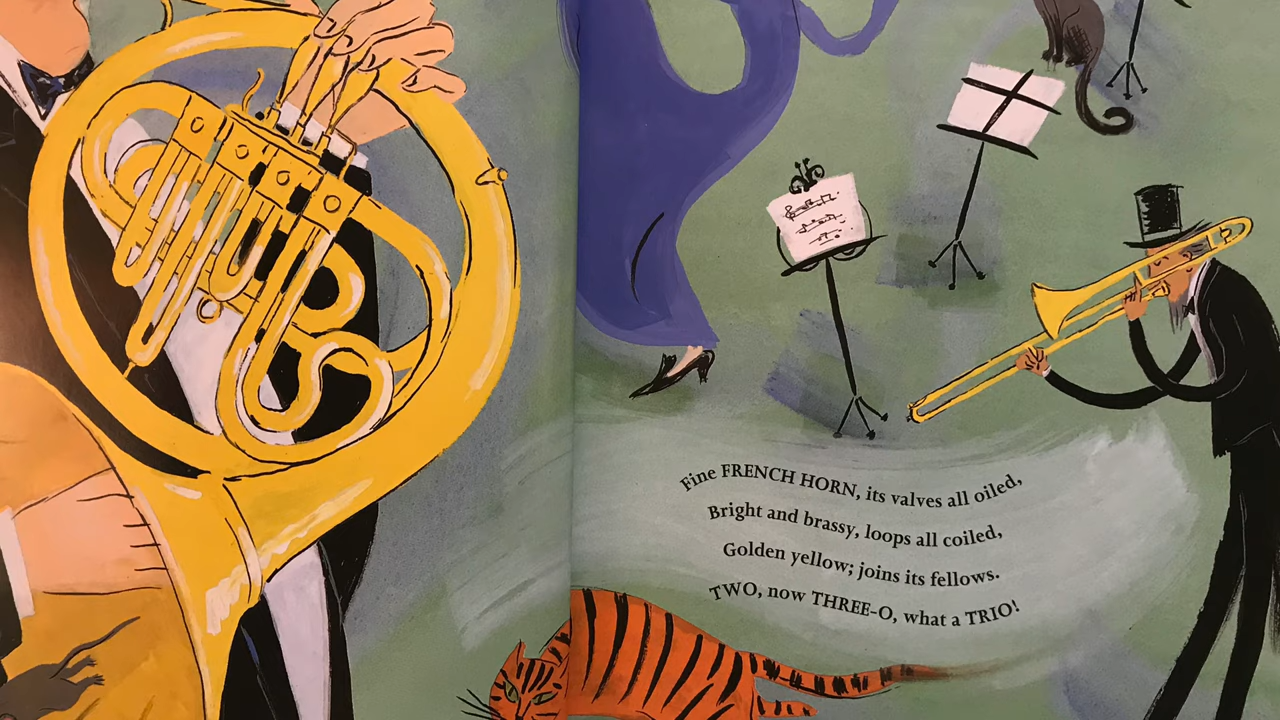 Fine FRENCH HORN, its valves all oiled,
Bright and brassy, loops all coiled,
Golden yellow; joins its fellows.
TWO, now THREE-O, what a TRIO!